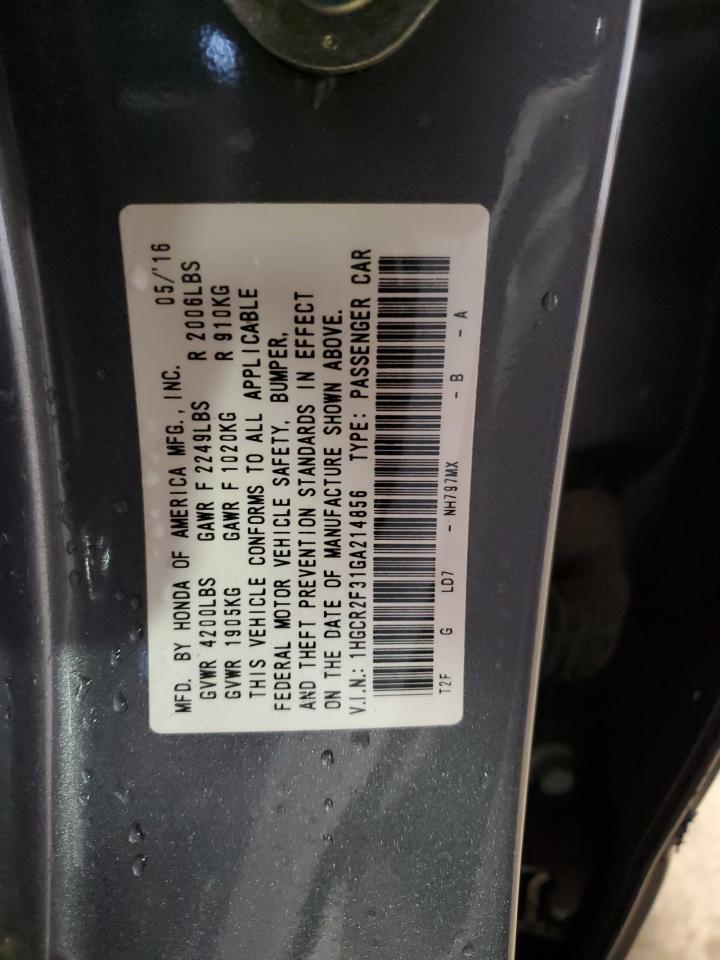 MFD. BY HONDA OF AMERICA MFG., INC. 05/'16
GVWR 4200LBS GAWR F 2249LBS R 2006LBS
GVWR 1905KG GAWR F 1020KG R 910KG
THIS VEHICLE CONFORMS TO ALL APPLICABLE
FEDERAL MOTOR VEHICLE SAFETY, BUMPER,
AND THEFT PREVENTION STANDARDS IN EFFECT
ON THE DATE OF MANUFACTURE SHOWN ABOVE.
V.I.N.: 1HGCR2F31GA214856 TYPE: PASSENGER CAR
T2F G LD7 - NH797MX - B - A